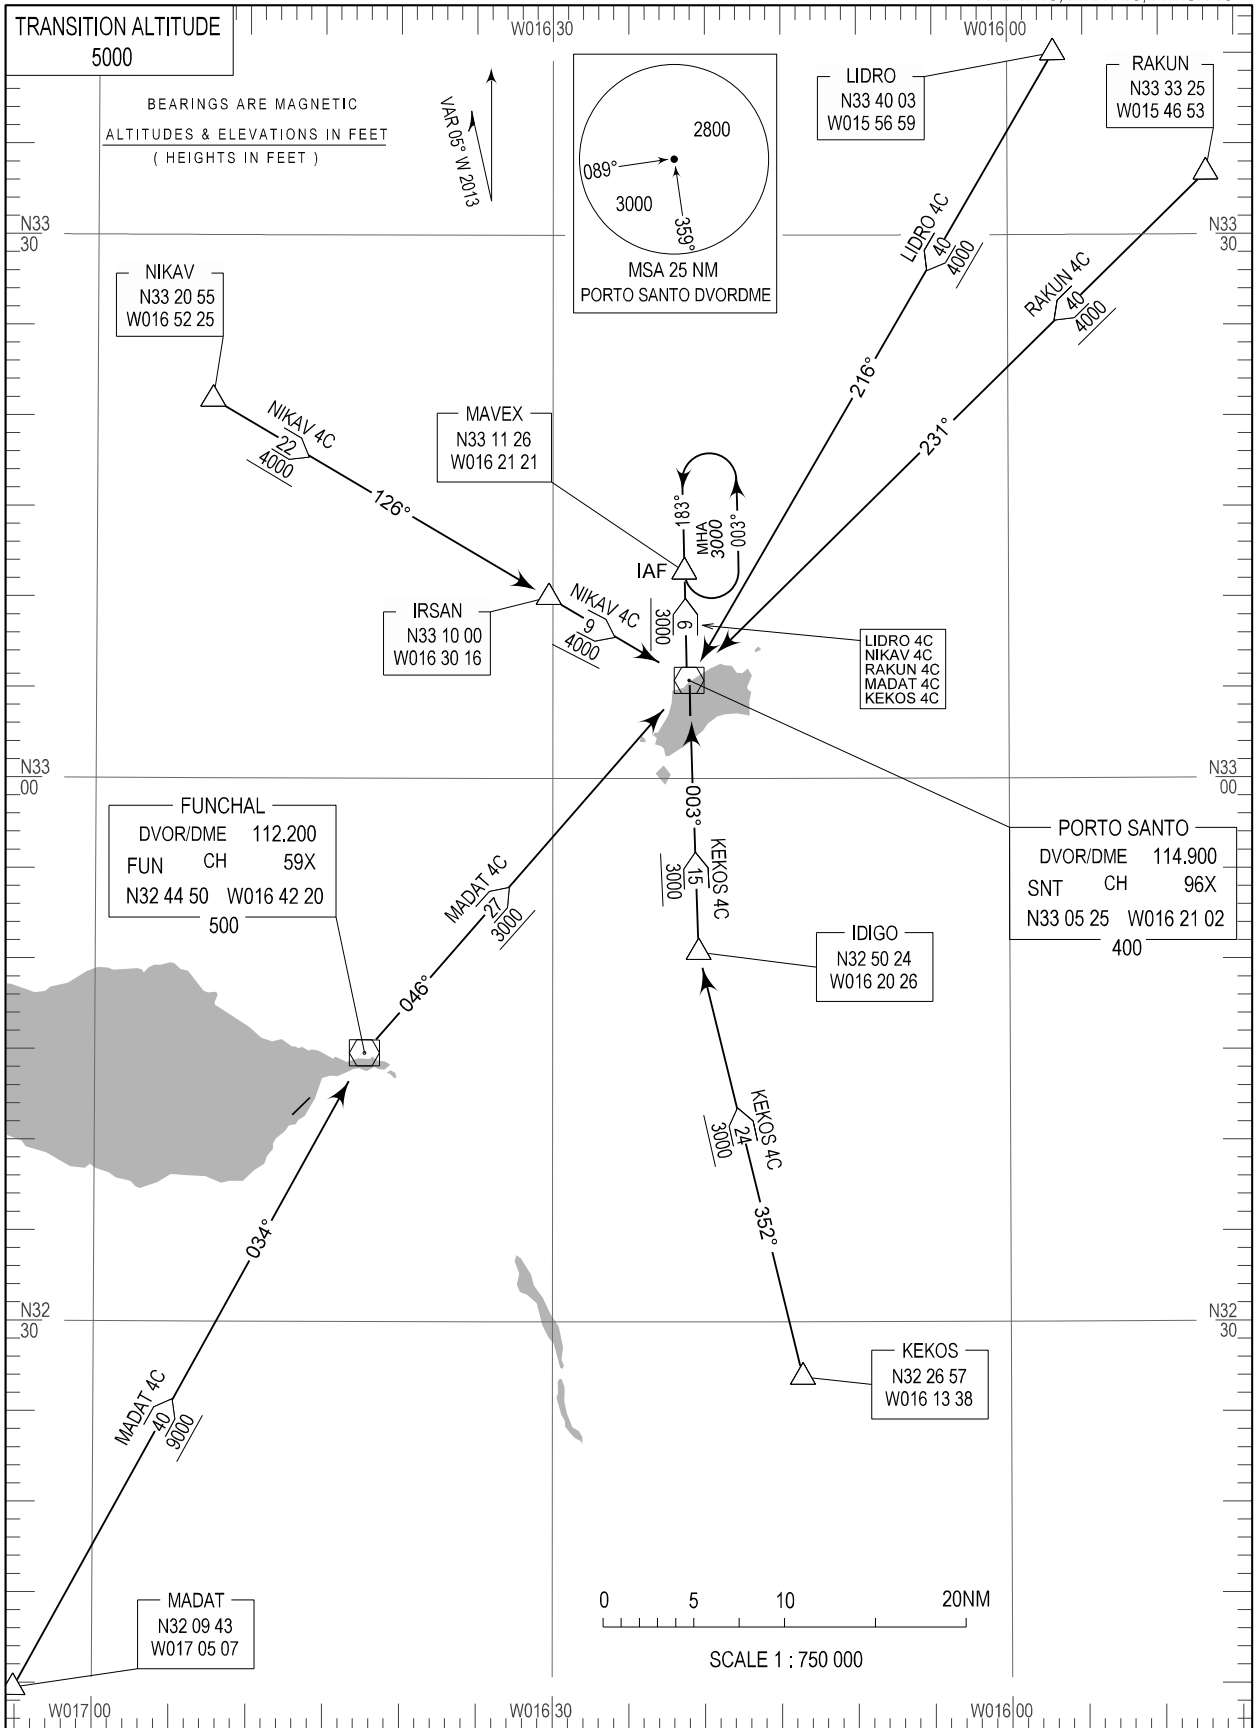 TRANSITION ALTITUDE
5000
W016 30
W016 00
BEARINGS ARE MAGNETIC
ALTITUDES & ELEVATIONS IN FEET
( HEIGHTS IN FEET )
VAR 05° W 2013
2800
089°
3000
359°
MSA 25 NM
PORTO SANTO DVORDME
LIDRO
N33 40 03
W015 56 59
RAKUN
N33 33 25
W015 46 53
N33
30
N33
30
LIDRO 4C
40
4000
216°
RAKUN 4C
40
4000
231°
NIKAV
N33 20 55
W016 52 25
NIKAV 4C
22
4000
126°
MAVEX
N33 11 26
W016 21 21
183°
MHA
3000
003°
IAF
IRSAN
N33 10 00
W016 30 16
NIKAV 4C
9
4000
3000
6
LIDRO 4C
NIKAV 4C
RAKUN 4C
MADAT 4C
KEKOS 4C
N33
00
N33
00
FUNCHAL
DVOR/DME 112.200
FUN CH 59X
N32 44 50 W016 42 20
500
MADAT 4C
27
3000
046°
003°
KEKOS 4C
15
3000
PORTO SANTO
DVOR/DME 114.900
SNT CH 96X
N33 05 25 W016 21 02
400
IDIGO
N32 50 24
W016 20 26
KEKOS 4C
24
3000
352°
034°
N32
30
N32
30
KEKOS
N32 26 57
W016 13 38
MADAT 4C
40
9000
MADAT
N32 09 43
W017 05 07
0 5 10 20NM
SCALE 1 : 750 000
W017 00
W016 30
W016 00